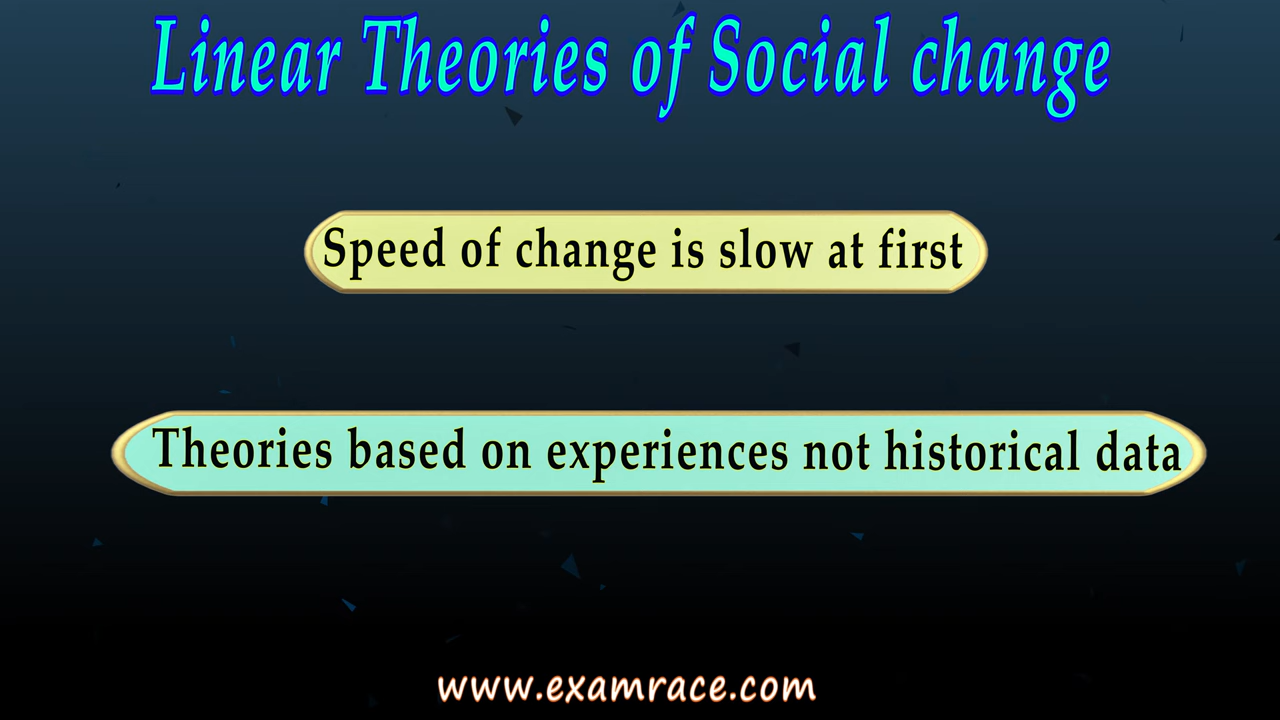 Linear Theories of Social change
Speed of change is slow at first
Theories based on experiences not historical data
www.examrace.com